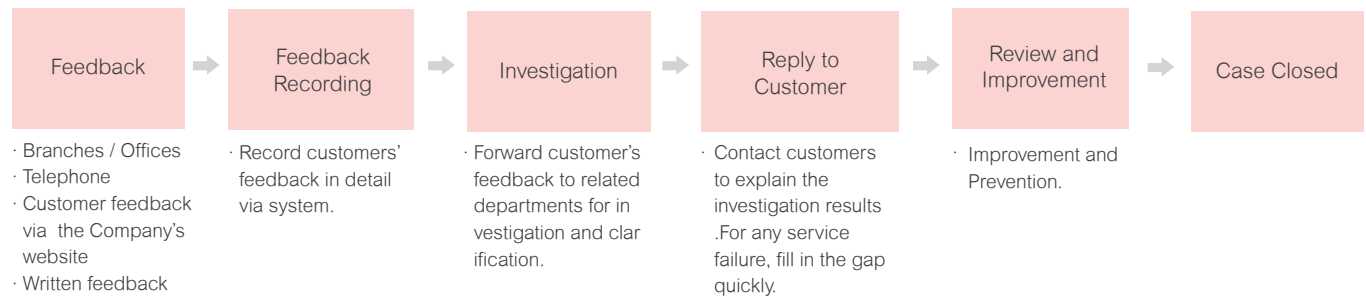 Feedback
Feedback
Recording
Investigation
Reply to
Customer
Review and
Improvement
Case Closed
· Branches / Offices
· Telephone
· Customer feedback
via the Company's
website
· Written feedback
· Record customers'
feedback in detail
via system.
· Forward customer's
feedback to related
departments for in
vestigation and clar
ification.
· Contact customers
to explain the
investigation results
.For any service
failure, fill in the gap
quickly.
· Improvement and
Prevention.